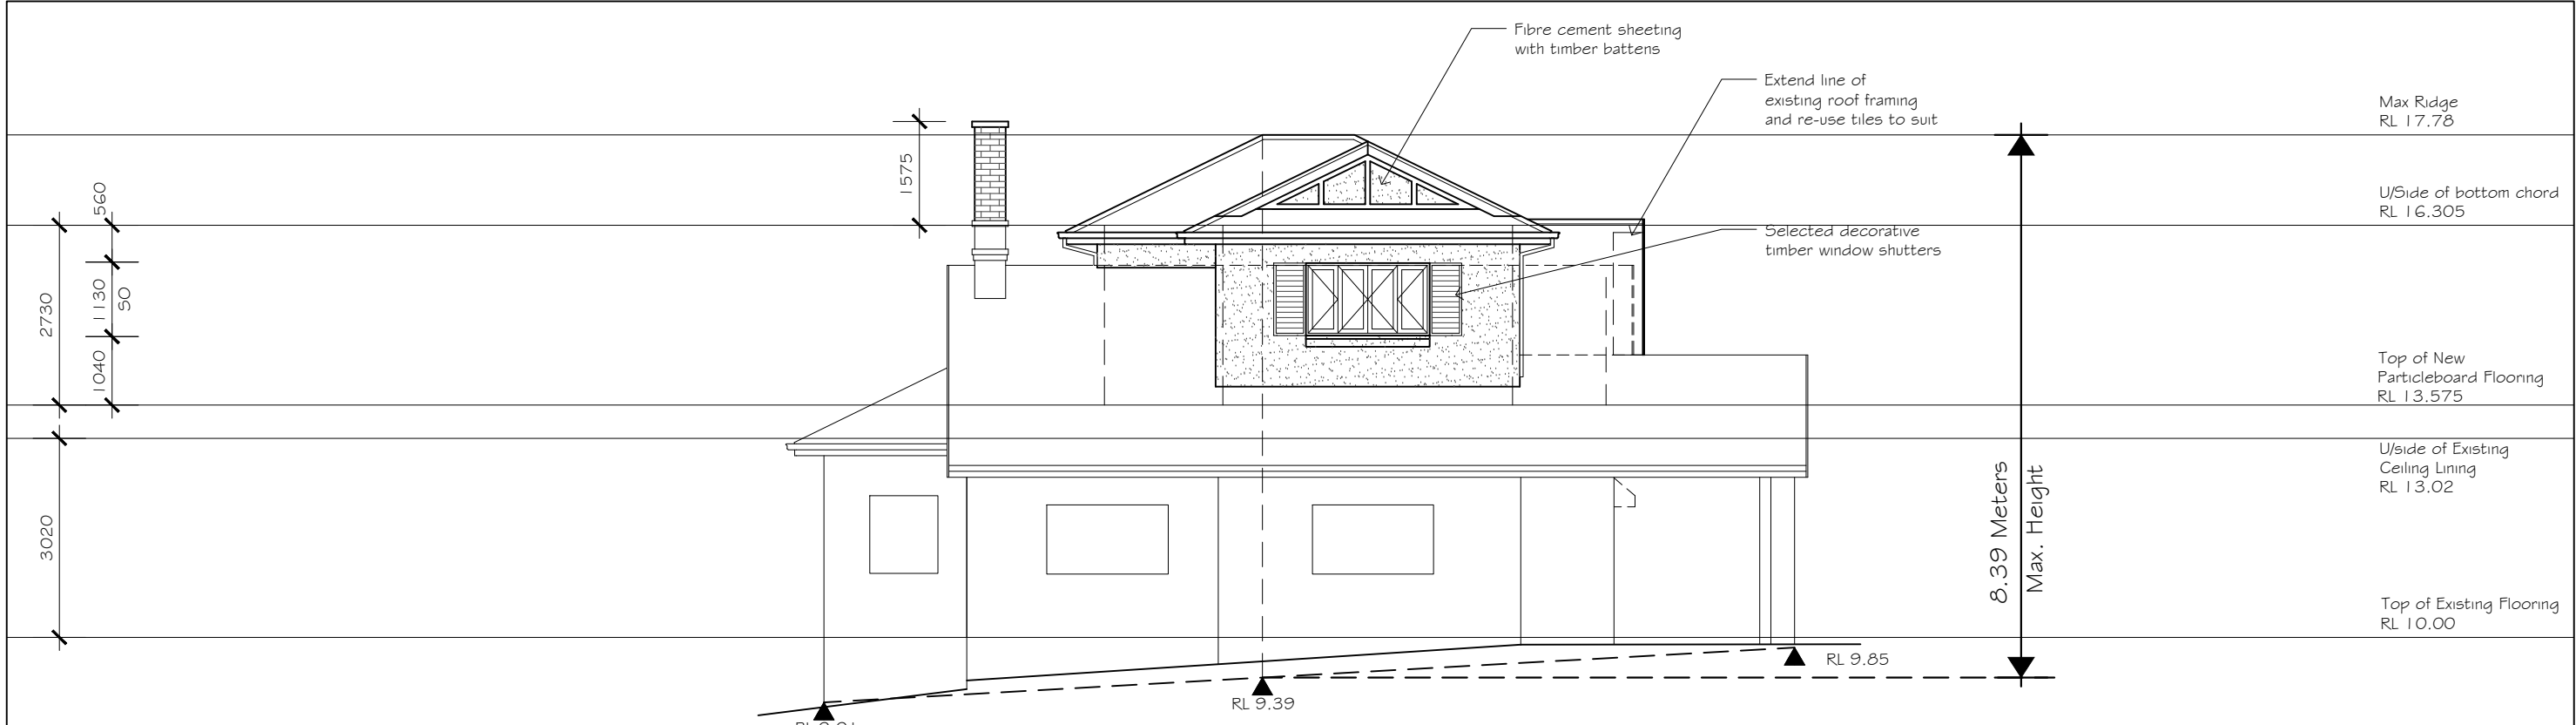 Fibre cement sheeting
with timber battens
Extend line of
existing roof framing
and re-use tiles to suit
Selected decorative
timber window shutters
Max Ridge
RL 17.78
U/Side of bottom chord
RL 16.305
Top of New
Particleboard Flooring
RL 13.575
U/side of Existing
Ceiling Lining
RL 13.02
Top of Existing Flooring
RL 10.00
8.39 Meters
Max. Height
1575
560
2730
1130
50
1040
3020
RL 9.85
RL 9.39
RL